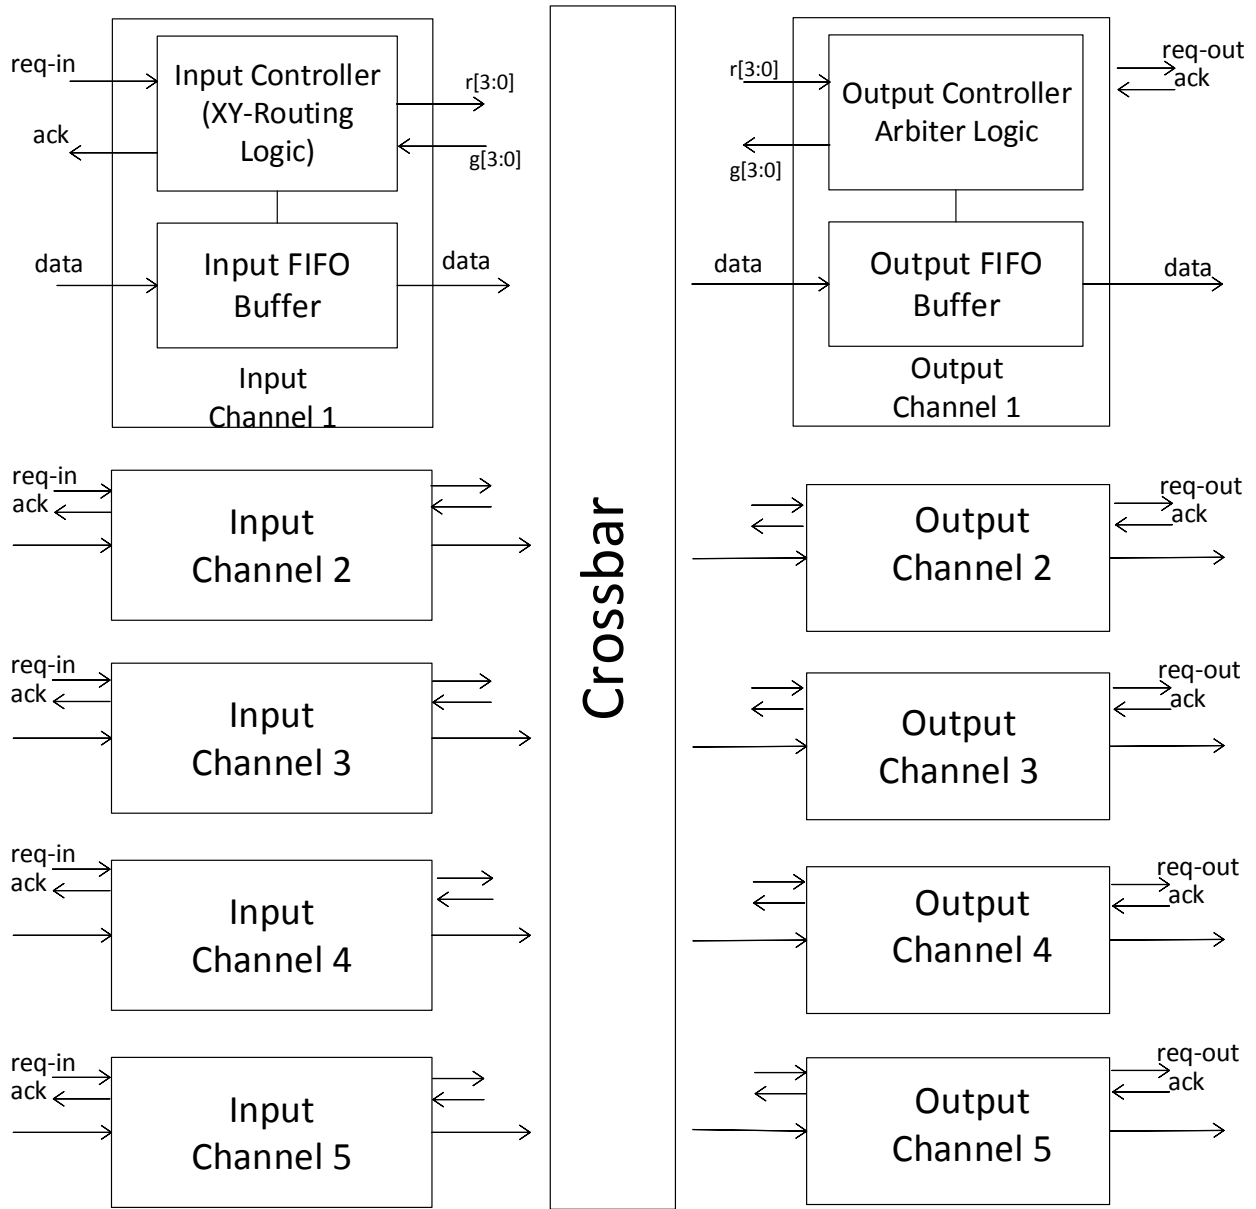 req-in
ack
Input Controller
(XY-Routing
Logic)
r[3:0]
g[3:0]
data
Input FIFO
Buffer
data
Input
Channel 1
req-in
ack
Input
Channel 2
req-in
ack
Input
Channel 3
req-in
ack
Input
Channel 4
req-in
ack
Input
Channel 5
Crossbar
r[3:0]
g[3:0]
Output Controller
Arbiter Logic
req-out
ack
data
Output FIFO
Buffer
data
Output
Channel 1
Output
Channel 2
req-out
ack
Output
Channel 3
req-out
ack
Output
Channel 4
req-out
ack
Output
Channel 5
req-out
ack